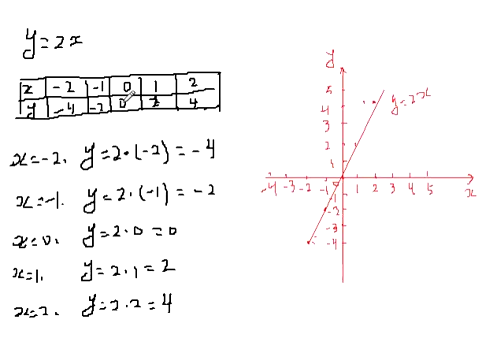 y=2x
x -2 -1 0 1 2
y -4 -2 0 2 4
x=-2. y=2·(-2)=-4
x=-1. y=2·(-1)=-2
x=0. y=2·0=0
x=1. y=2·1=2
x=2. y=2·2=4
y
5
4
y=2x
3
2
1
-4 -3 -2 -1 0 1 2 3 4 5
x
-1
-2
-3
-4